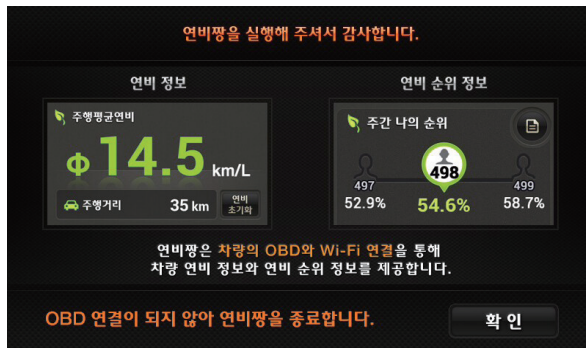 연비짱을 실행해 주셔서 감사합니다.
연비 정보
주행평균연비
Φ 14.5 km/L
주행거리 35 km
연비
초기화
연비 순위 정보
주간 나의 순위
498
497
499
52.9% 54.6% 58.7%
연비짱은 차량의 OBD와 Wi-Fi 연결을 통해
차량 연비 정보와 연비 순위 정보를 제공합니다.
OBD 연결이 되지 않아 연비짱을 종료합니다.
확 인